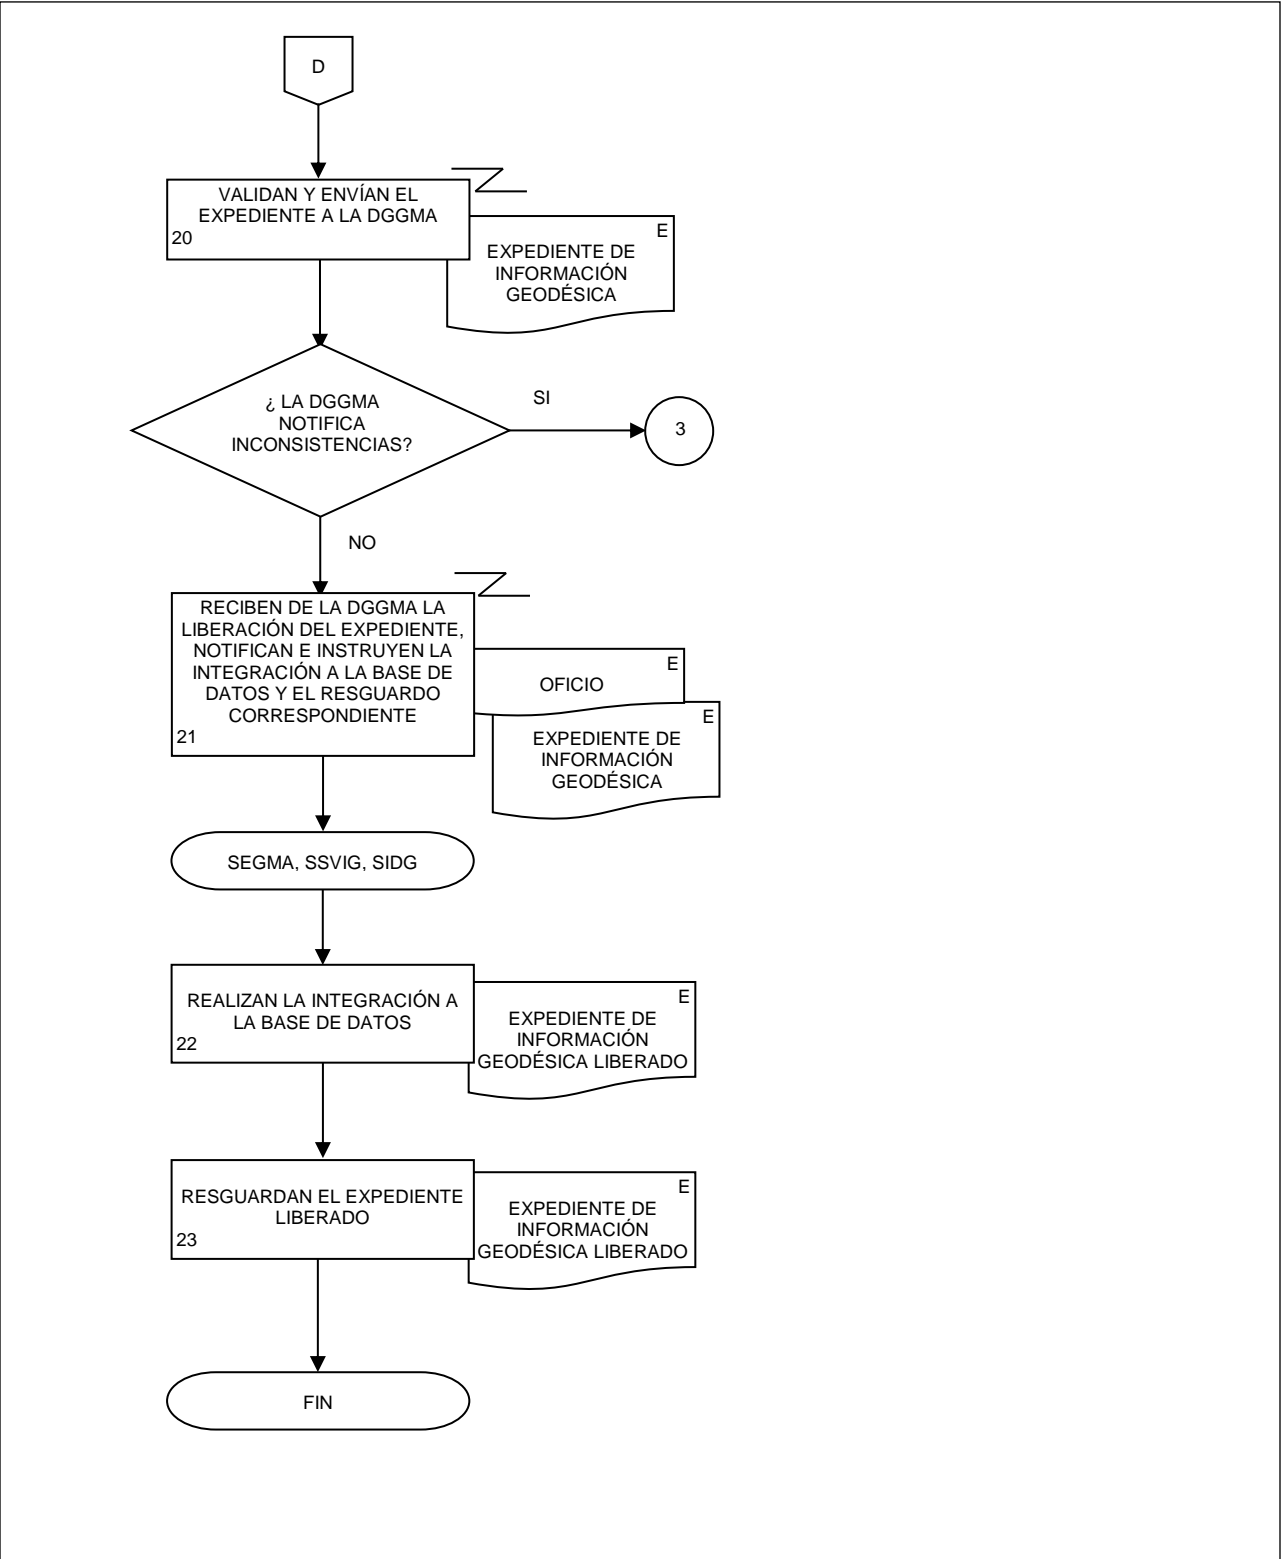 D
VALIDAN Y ENVÍAN EL
EXPEDIENTE A LA DGGMA
20
E
EXPEDIENTE DE
INFORMACIÓN
GEODÉSICA
¿ LA DGGMA
NOTIFICA
INCONSISTENCIAS?
SI
3
NO
RECIBEN DE LA DGGMA LA
LIBERACIÓN DEL EXPEDIENTE,
NOTIFICAN E INSTRUYEN LA
INTEGRACIÓN A LA BASE DE
DATOS Y EL RESGUARDO
CORRESPONDIENTE
21
E
OFICIO
E
EXPEDIENTE DE
INFORMACIÓN
GEODÉSICA
SEGMA, SSVIG, SIDG
REALIZAN LA INTEGRACIÓN A
LA BASE DE DATOS
22
E
EXPEDIENTE DE
INFORMACIÓN
GEODÉSICA LIBERADO
RESGUARDAN EL EXPEDIENTE
LIBERADO
23
E
EXPEDIENTE DE
INFORMACIÓN
GEODÉSICA LIBERADO
FIN